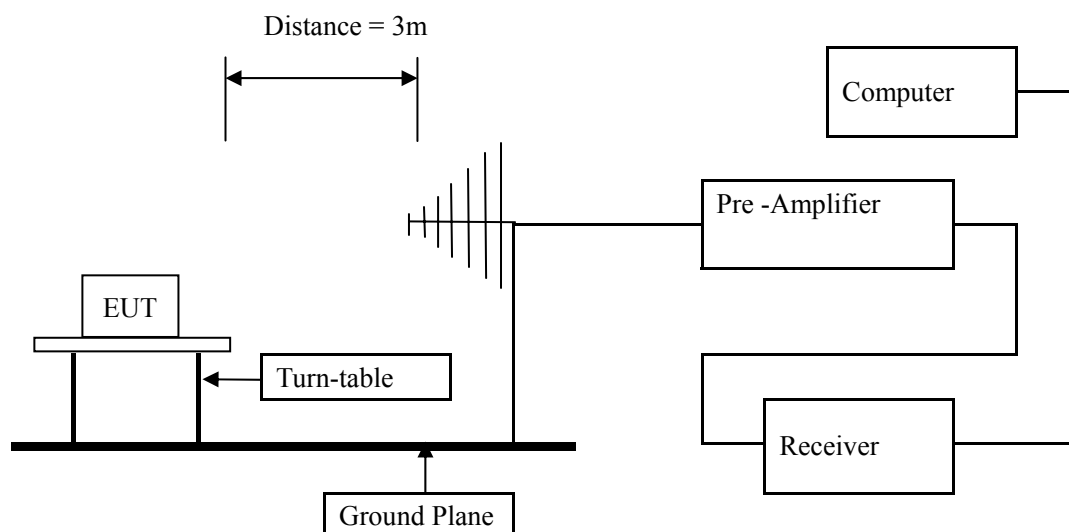 Distance = 3m
Computer
Pre -Amplifier
EUT
Turn-table
Receiver
Ground Plane